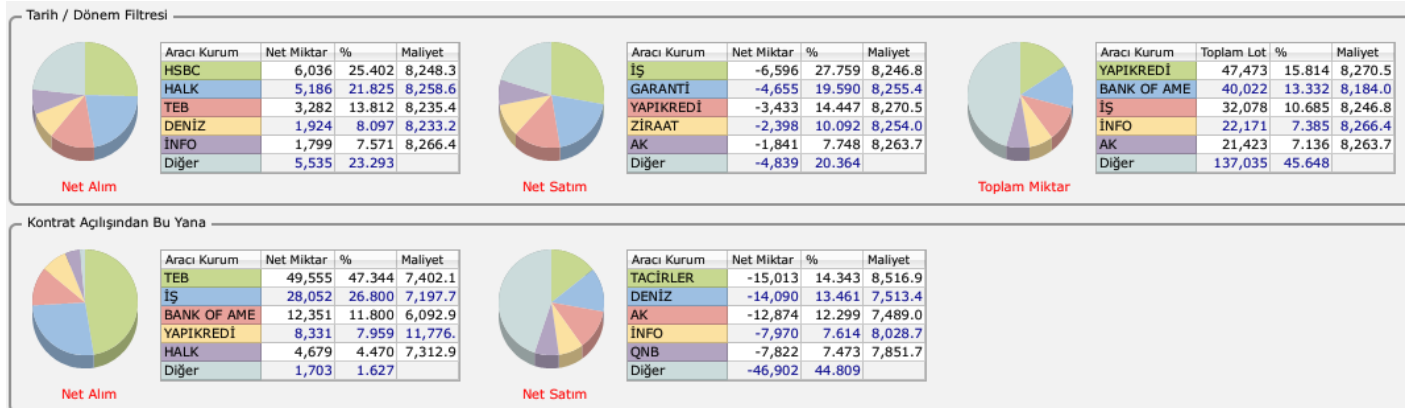 Tarih / Dönem Filtresi
Aracı Kurum Net Miktar % Maliyet
HSBC 6,036 25.402 8,248.3
HALK 5,186 21.825 8,258.6
TEB 3,282 13.812 8,235.4
DENİZ 1,924 8.097 8,233.2
İNFO 1,799 7.571 8,266.4
Diğer 5,535 23.293
Net Alım
Aracı Kurum Net Miktar % Maliyet
İŞ -6,596 27.759 8,246.8
GARANTİ -4,655 19.590 8,255.4
YAPIKREDİ -3,433 14.447 8,270.5
ZİRAAT -2,398 10.092 8,254.0
AK -1,841 7.748 8,263.7
Diğer -4,839 20.364
Net Satım
Aracı Kurum Toplam Lot % Maliyet
YAPIKREDİ 47,473 15.814 8,270.5
BANK OF AME 40,022 13.332 8,184.0
İŞ 32,078 10.685 8,246.8
İNFO 22,171 7.385 8,266.4
AK 21,423 7.136 8,263.7
Diğer 137,035 45.648
Toplam Miktar
Kontrat Açılışından Bu Yana
Aracı Kurum Net Miktar % Maliyet
TEB 49,555 47.344 7,402.1
İŞ 28,052 26.800 7,197.7
BANK OF AME 12,351 11.800 6,092.9
YAPIKREDİ 8,331 7.959 11,776.
HALK 4,679 4.470 7,312.9
Diğer 1,703 1.627
Net Alım
Aracı Kurum Net Miktar % Maliyet
TACİRLER -15,013 14.343 8,516.9
DENİZ -14,090 13.461 7,513.4
AK -12,874 12.299 7,489.0
İNFO -7,970 7.614 8,028.7
QNB -7,822 7.473 7,851.7
Diğer -46,902 44.809
Net Satım